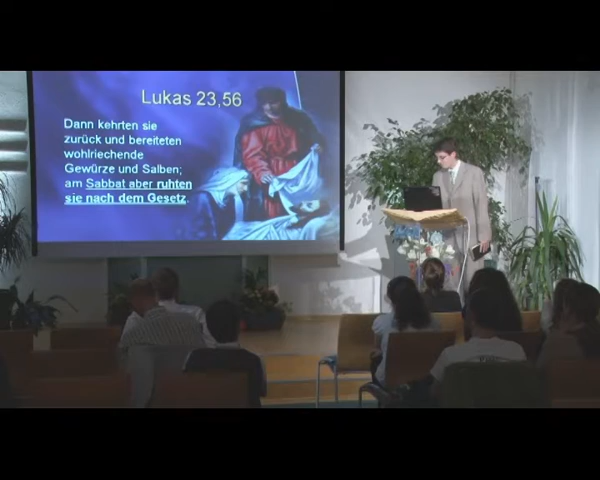 Lukas 23,56
Dann kehrten sie
zurück und bereiteten
wohlriechende
Gewürze und Salben;
am Sabbat aber ruhten
sie nach dem Gesetz.